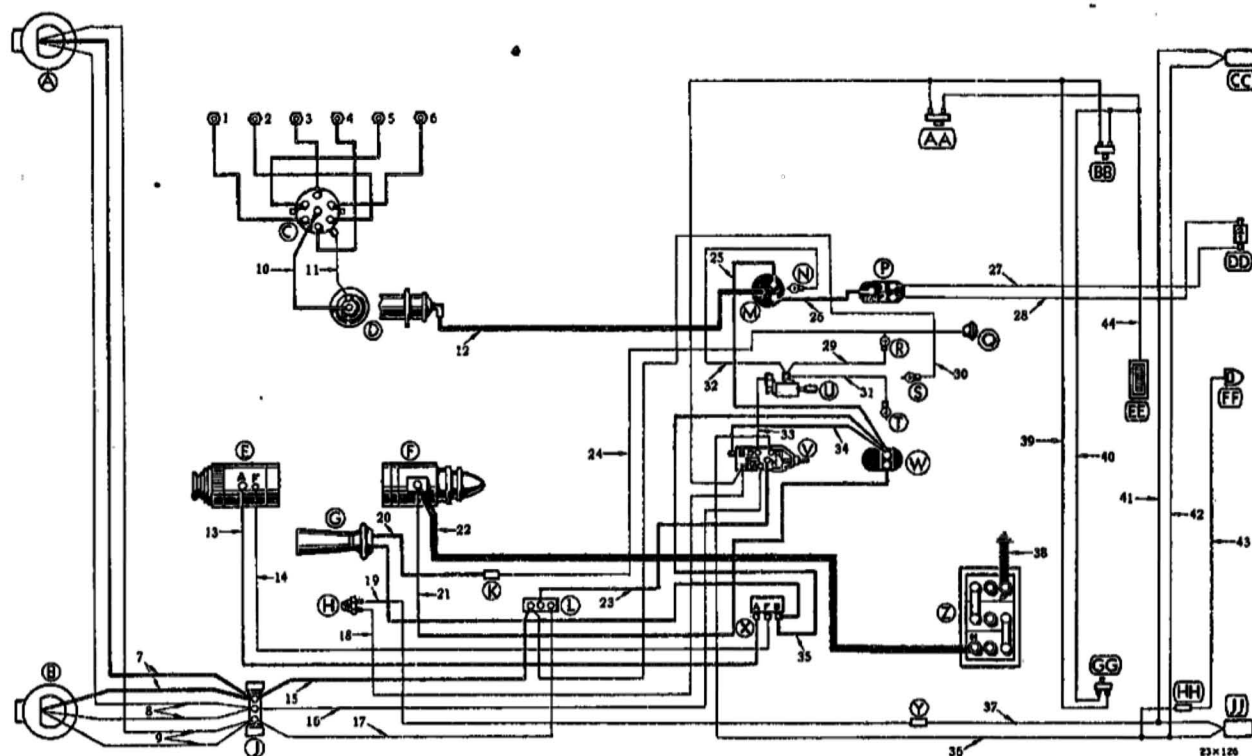 A
CC
1 2 3 4 5 6
AA
BB
C
DD
10 11
25 N P 27
M
26 28
D
12
44
29 R Q
32 31 30
U S
T
EE
FF
E F
33 34
24
V W
39 40
A F
41 42
13 G 20 22
14
43
38
K
H 19 21 23 L
A F B
X
Z
18
35
B
7
15
GG
HH
8
16
Y 37
JJ
9
17
J
36
23×126